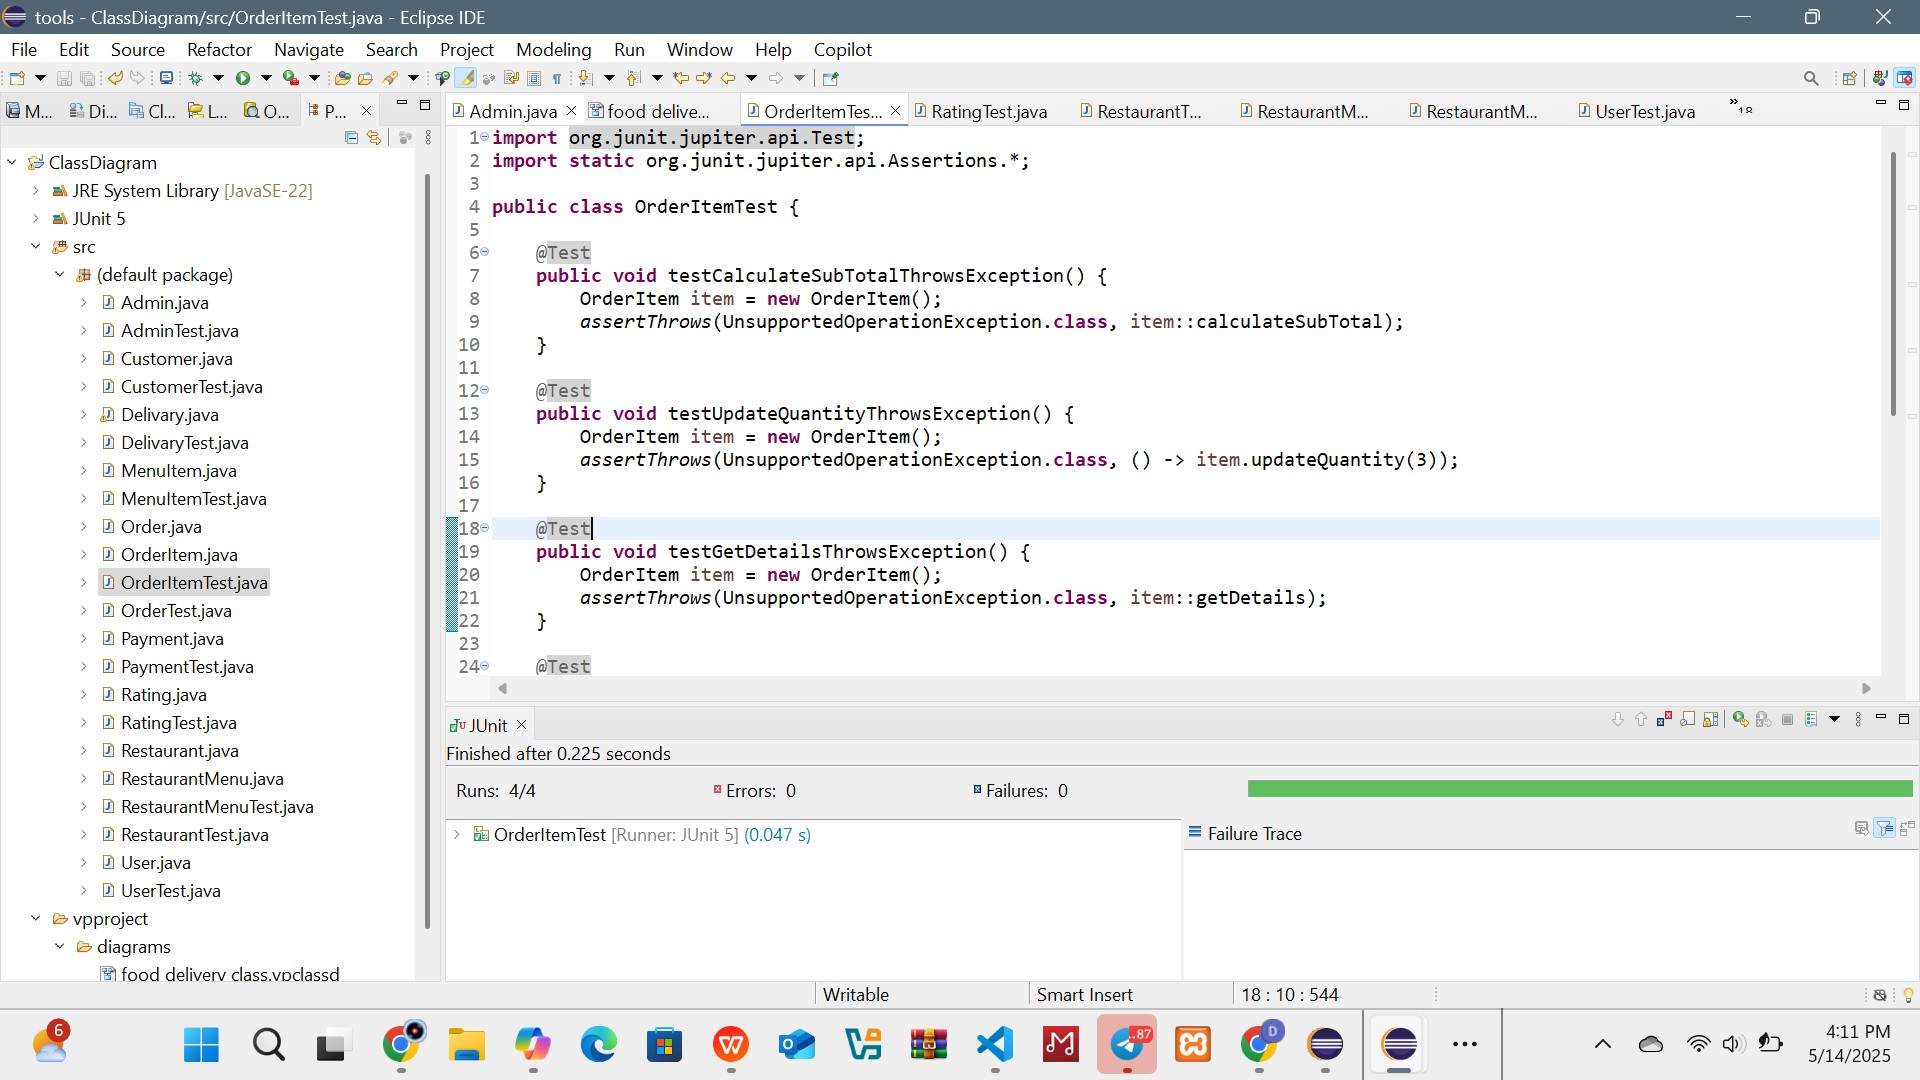 tools - ClassDiagram/src/OrderItemTest.java - Eclipse IDE
File Edit Source Refactor Navigate Search Project Modeling Run Window Help Copilot
M... Di... Cl... L... O... P...
Admin.java food delive... OrderItemTes... RatingTest.java RestaurantT... RestaurantM... RestaurantM... UserTest.java »18
ClassDiagram
JRE System Library [JavaSE-22]
JUnit 5
src
(default package)
Admin.java
AdminTest.java
Customer.java
CustomerTest.java
Delivary.java
DelivaryTest.java
MenuItem.java
MenuItemTest.java
Order.java
OrderItem.java
OrderItemTest.java
OrderTest.java
Payment.java
PaymentTest.java
Rating.java
RatingTest.java
Restaurant.java
RestaurantMenu.java
RestaurantMenuTest.java
RestaurantTest.java
User.java
UserTest.java
vpproject
diagrams
food delivery class.vpclassd
1 import org.junit.jupiter.api.Test;
2 import static org.junit.jupiter.api.Assertions.*;
3
4 public class OrderItemTest {
5
6 @Test
7 public void testCalculateSubTotalThrowsException() {
8 OrderItem item = new OrderItem();
9 assertThrows(UnsupportedOperationException.class, item::calculateSubTotal);
10 }
11
12 @Test
13 public void testUpdateQuantityThrowsException() {
14 OrderItem item = new OrderItem();
15 assertThrows(UnsupportedOperationException.class, () -> item.updateQuantity(3));
16 }
17
18 @Test
19 public void testGetDetailsThrowsException() {
20 OrderItem item = new OrderItem();
21 assertThrows(UnsupportedOperationException.class, item::getDetails);
22 }
23
24 @Test
JUnit
Finished after 0.225 seconds
Runs: 4/4 Errors: 0 Failures: 0
OrderItemTest [Runner: JUnit 5] (0.047 s)
Failure Trace
Writable Smart Insert 18 : 10 : 544
6
.87
D
4:11 PM
5/14/2025